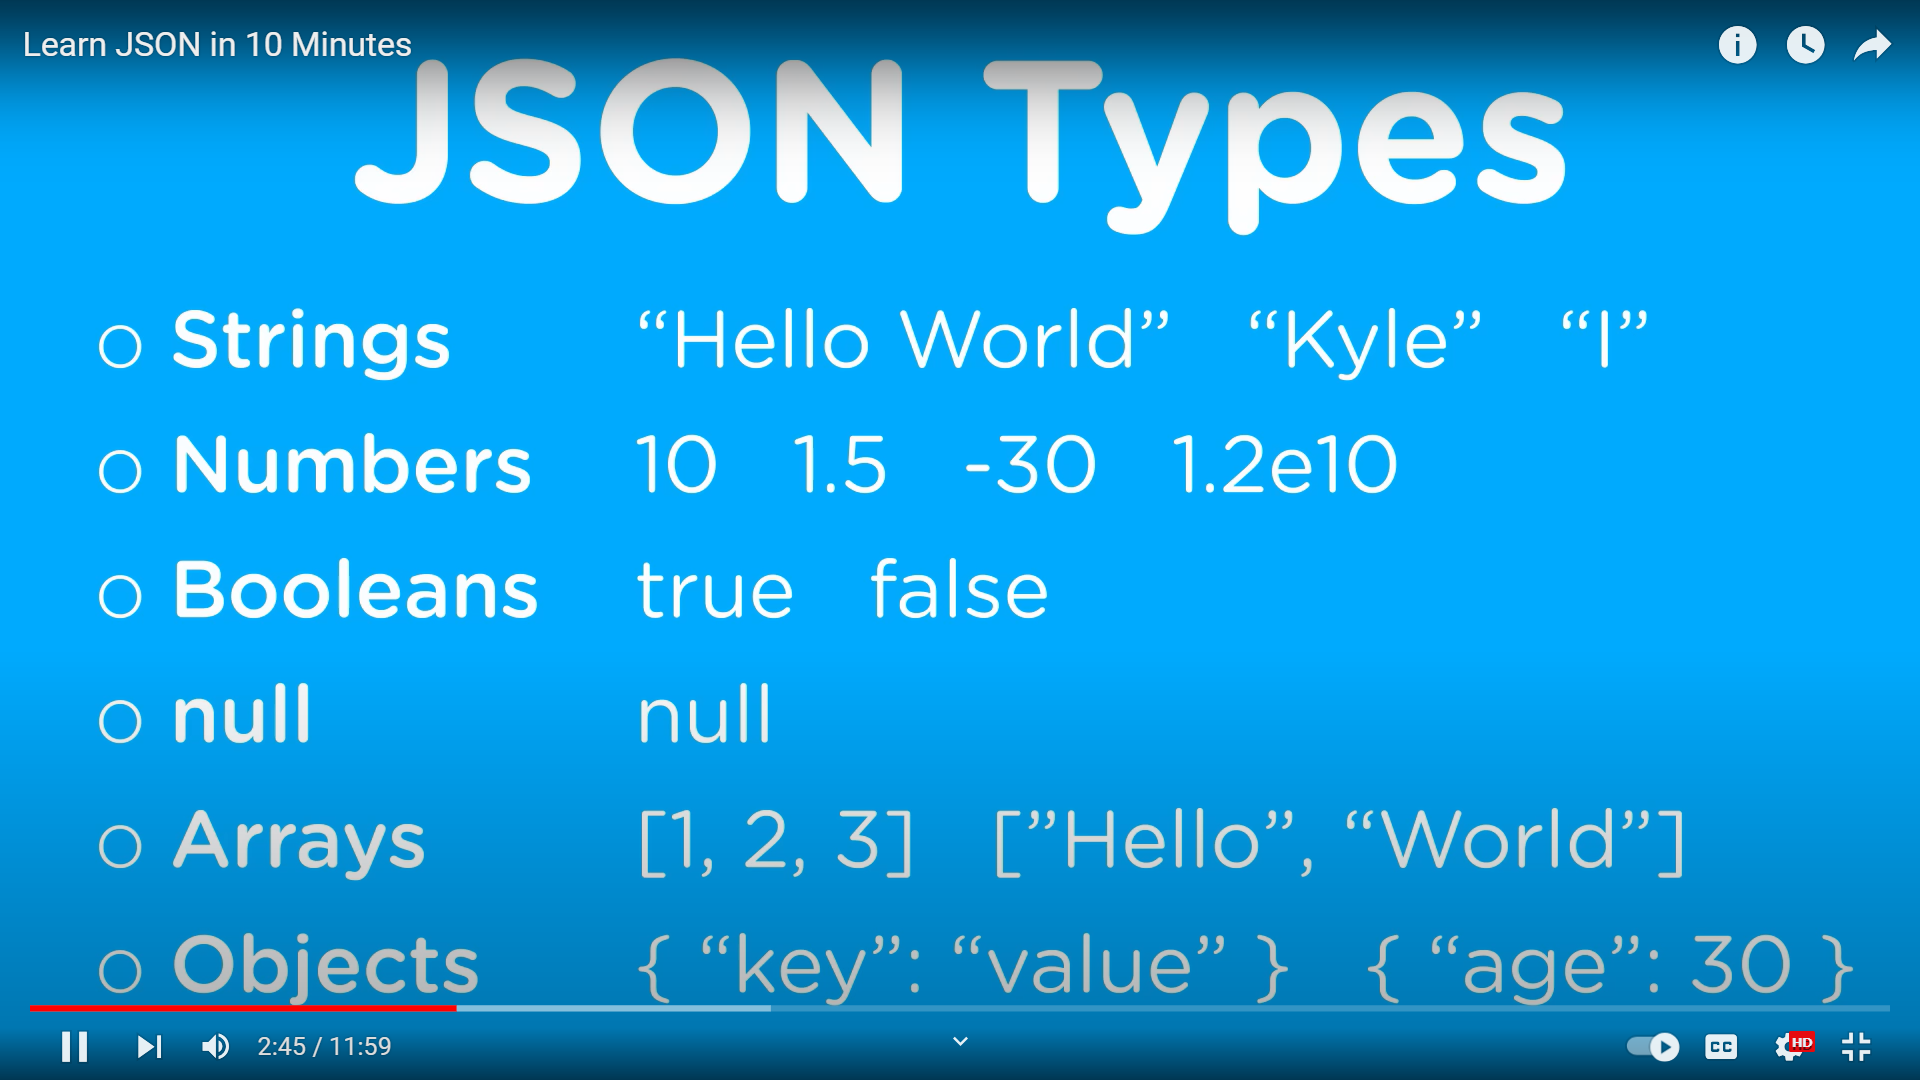 Learn JSON in 10 Minutes
JSON Types
Strings “Hello World” “Kyle” “I”
Numbers 10 1.5 -30 1.2e10
Booleans true false
null null
Arrays [1, 2, 3] [”Hello”, “World”]
Objects { “key”: “value” } { “age”: 30 }
2:45 / 11:59
CC
HD